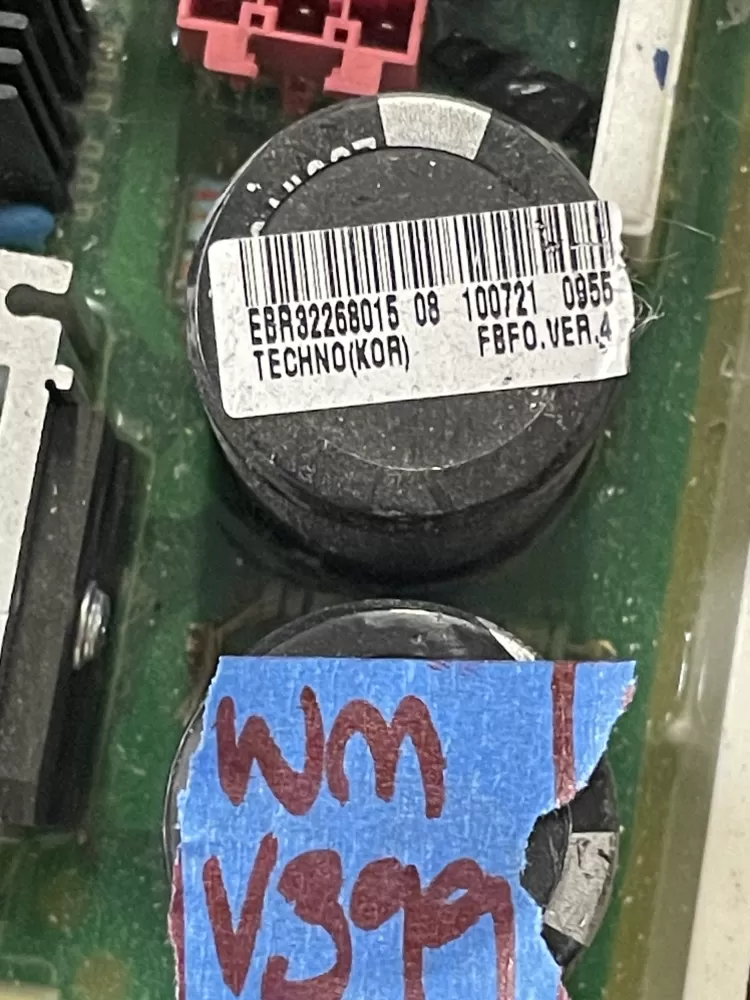 EBR32268015 08 100721 0955
TECHNO(KOR) FBFO.VER.4
WM
V399